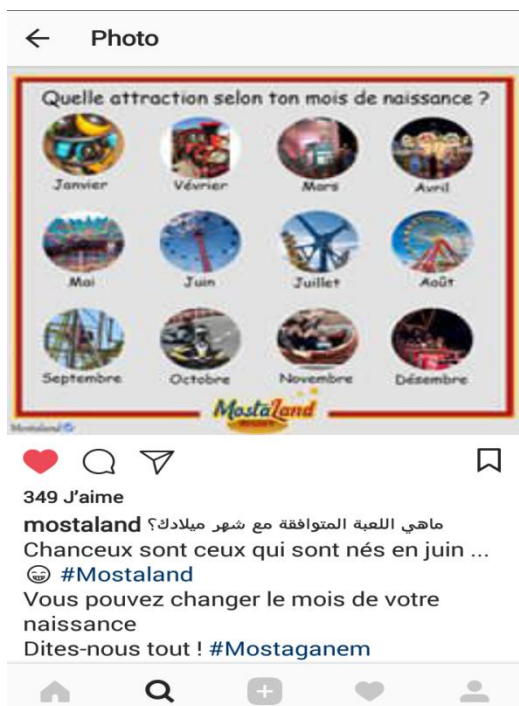 Photo
Quelle attraction selon ton mois de naissance ?
Janvier
Vévrier
Mars
Avril
Mai
Juin
Juillet
Août
Septembre
Octobre
Novembre
Désembre
MostaLand
Mostaland
349 J'aime
mostaland ماهي اللعبة المتوافقة مع شهر ميلادك؟
Chanceux sont ceux qui sont nés en juin ...
😁 #Mostaland
Vous pouvez changer le mois de votre
naissance
Dites-nous tout ! #Mostaganem